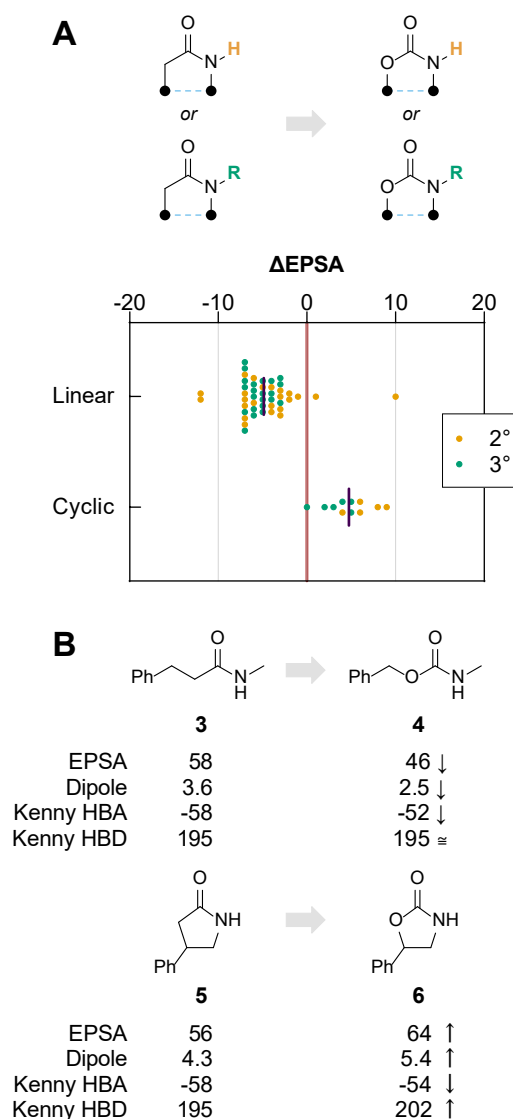 A
O O
N H O N H
or or
O O
N R O N R
ΔEPSA
-20 -10 0 10 20
Linear
2°
3°
Cyclic
B
O O
Ph N Ph O N
H H
3 4
EPSA 58 46 ↓
Dipole 3.6 2.5 ↓
Kenny HBA -58 -52 ↓
Kenny HBD 195 195 ≅
O O
NH O NH
Ph Ph
5 6
EPSA 56 64 ↑
Dipole 4.3 5.4 ↑
Kenny HBA -58 -54 ↓
Kenny HBD 195 202 ↑